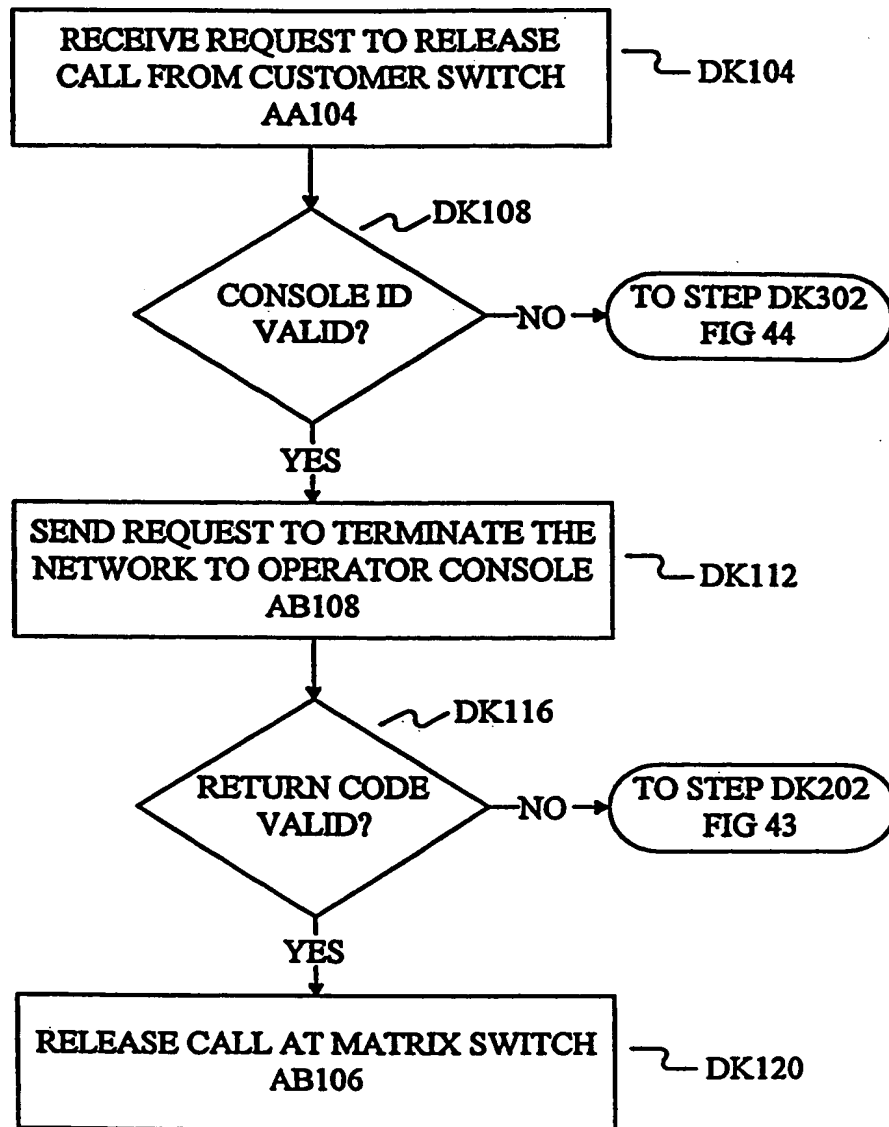 RECEIVE REQUEST TO RELEASE
CALL FROM CUSTOMER SWITCH
AA104
DK104
DK108
CONSOLE ID
VALID?
NO
TO STEP DK302
FIG 44
YES
SEND REQUEST TO TERMINATE THE
NETWORK TO OPERATOR CONSOLE
AB108
DK112
DK116
RETURN CODE
VALID?
NO
TO STEP DK202
FIG 43
YES
RELEASE CALL AT MATRIX SWITCH
AB106
DK120